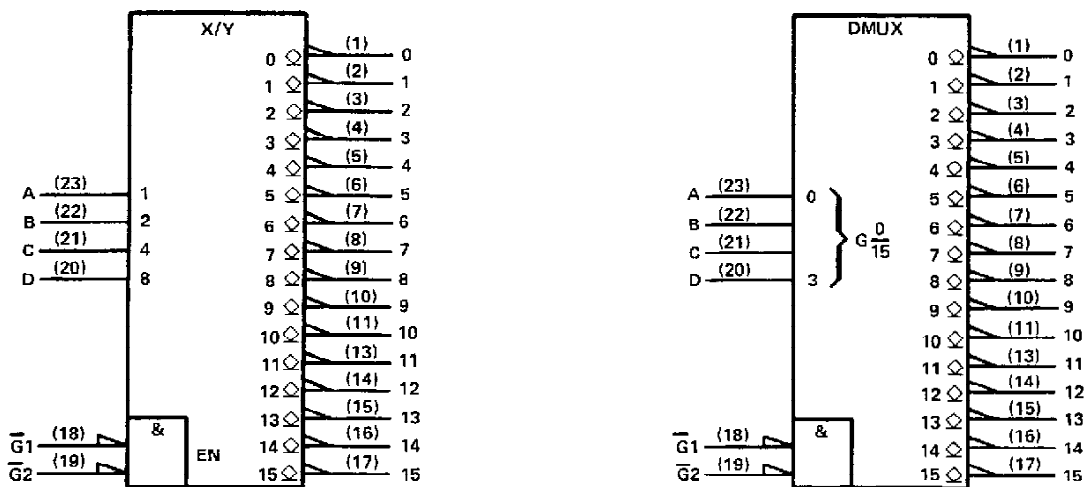 X/Y
0 (1) 0
1 (2) 1
2 (3) 2
3 (4) 3
4 (5) 4
A (23) 1
5 (6) 5
B (22) 2
6 (7) 6
C (21) 4
7 (8) 7
D (20) 8
8 (9) 8
9 (10) 9
10 (11) 10
11 (13) 11
12 (14) 12
13 (15) 13
&
G̅1 (18)
EN
14 (16) 14
G̅2 (19)
15 (17) 15
DMUX
0 (1) 0
1 (2) 1
2 (3) 2
3 (4) 3
4 (5) 4
A (23) 0
5 (6) 5
B (22)
6 (7) 6
G 0/15
C (21)
7 (8) 7
D (20) 3
8 (9) 8
9 (10) 9
10 (11) 10
11 (13) 11
12 (14) 12
13 (15) 13
&
G̅1 (18)
14 (16) 14
G̅2 (19)
15 (17) 15